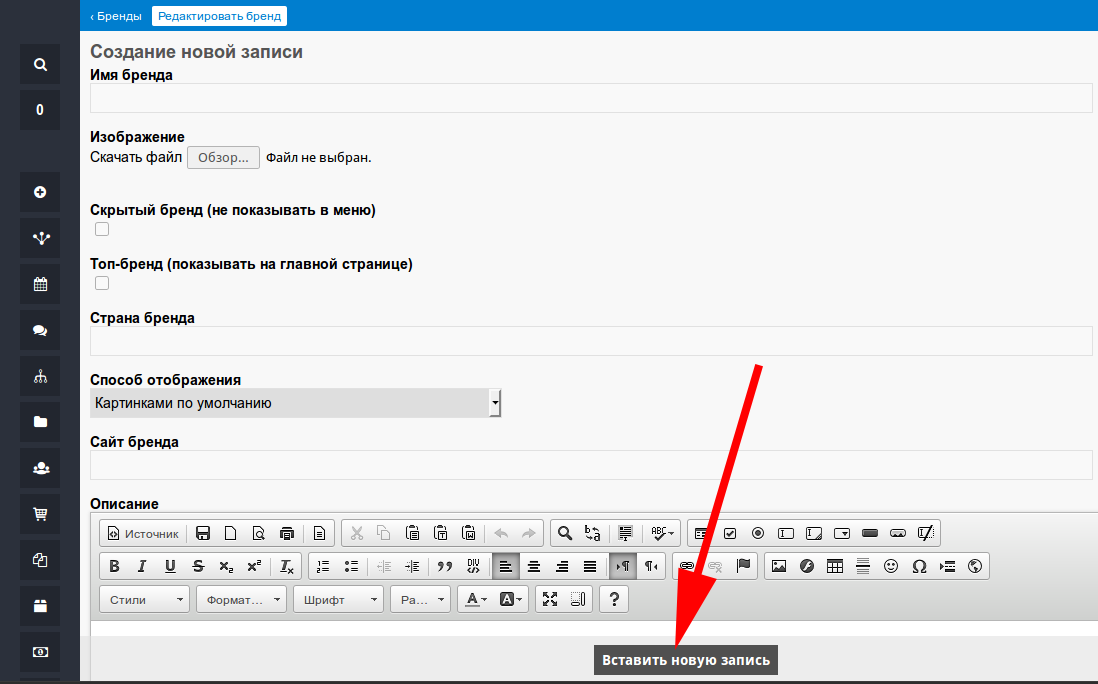 ‹ Бренды Редактировать бренд
Создание новой записи
Имя бренда
0
Изображение
Скачать файл Обзор... Файл не выбран.
Скрытый бренд (не показывать в меню)
Топ-бренд (показывать на главной странице)
Страна бренда
Способ отображения
Картинками по умолчанию
Сайт бренда
Описание
Источник
Стили Формат... Шрифт Ра... A A ?
Вставить новую запись